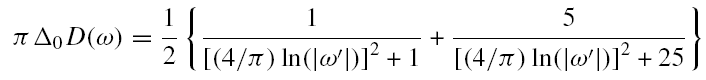 π Δ₀ D(ω) = 1/2 { 1/([(4/π) ln(|ω′|)]² + 1) + 5/([(4/π) ln(|ω′|)]² + 25) }